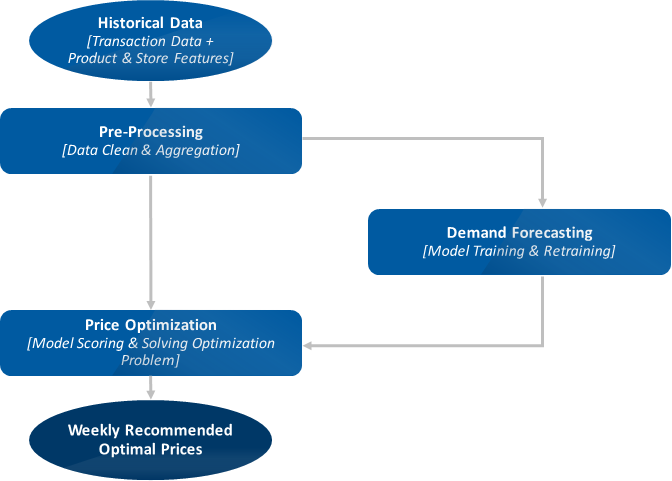 Historical Data
[Transaction Data +
Product & Store Features]
Pre-Processing
[Data Clean & Aggregation]
Demand Forecasting
[Model Training & Retraining]
Price Optimization
[Model Scoring & Solving Optimization
Problem]
Weekly Recommended
Optimal Prices